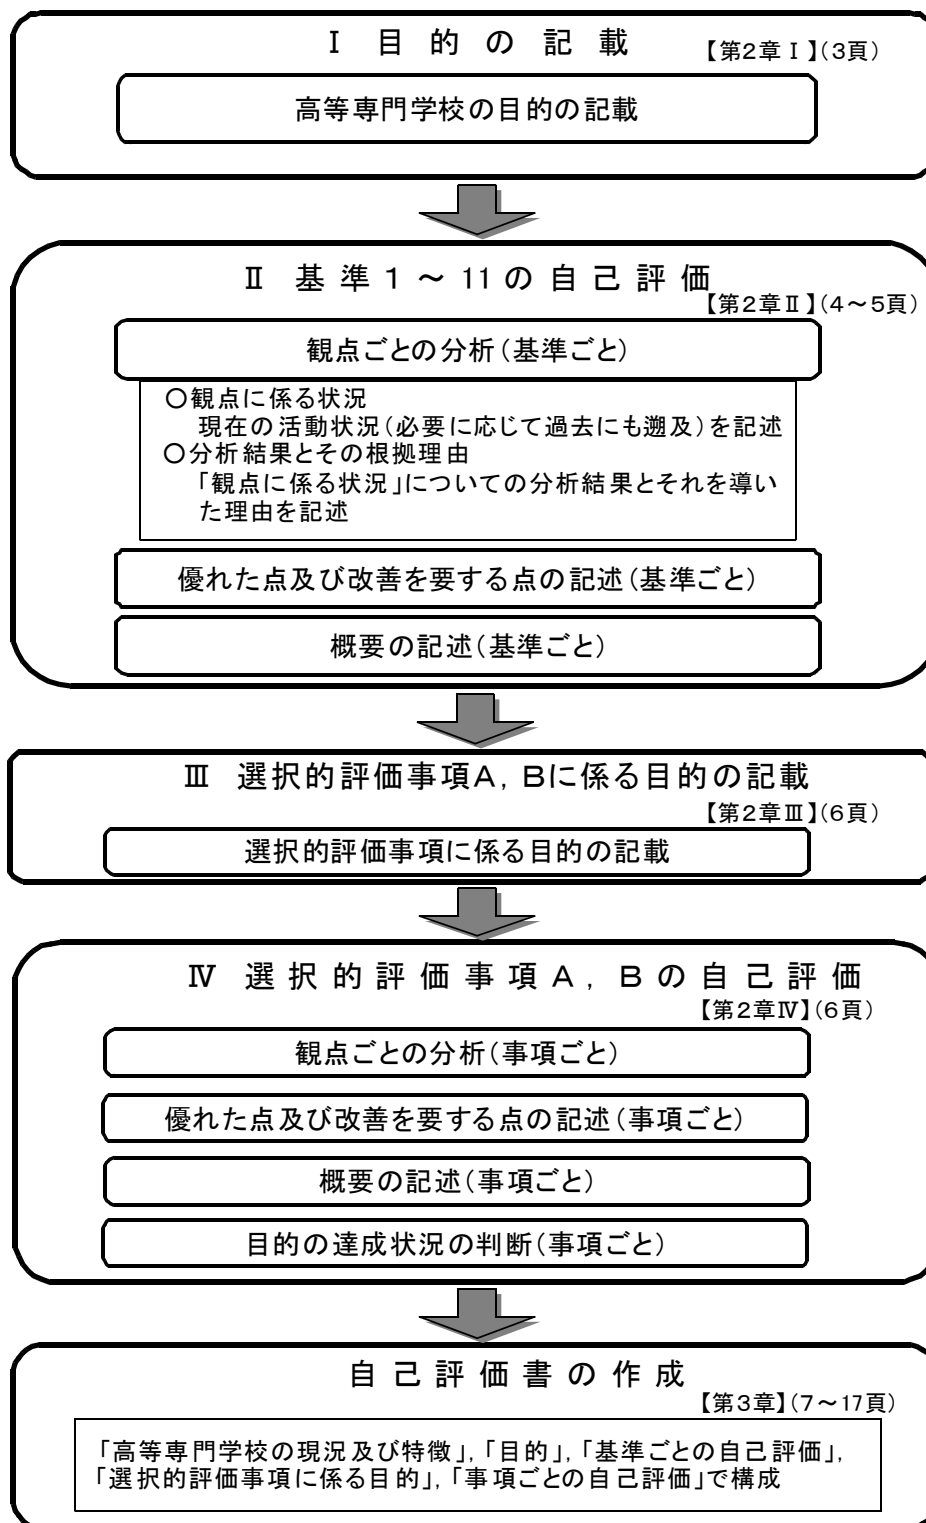 Ⅰ 目的の記載
【第2章Ⅰ】(3頁)
高等専門学校の目的の記載
Ⅱ 基準1～11の自己評価
【第2章Ⅱ】(4～5頁)
観点ごとの分析(基準ごと)
○観点に係る状況
現在の活動状況(必要に応じて過去にも遡及)を記述
○分析結果とその根拠理由
「観点に係る状況」についての分析結果とそれを導い
た理由を記述
優れた点及び改善を要する点の記述(基準ごと)
概要の記述(基準ごと)
Ⅲ 選択的評価事項A, Bに係る目的の記載
【第2章Ⅲ】(6頁)
選択的評価事項に係る目的の記載
Ⅳ 選択的評価事項A, Bの自己評価
【第2章Ⅳ】(6頁)
観点ごとの分析(事項ごと)
優れた点及び改善を要する点の記述(事項ごと)
概要の記述(事項ごと)
目的の達成状況の判断(事項ごと)
自己評価書の作成
【第3章】(7～17頁)
「高等専門学校の現況及び特徴」, 「目的」, 「基準ごとの自己評価」,
「選択的評価事項に係る目的」, 「事項ごとの自己評価」で構成